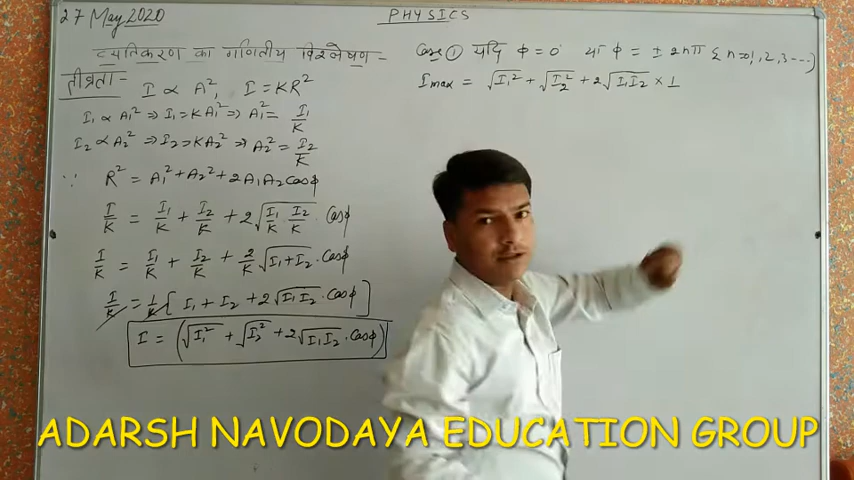 27 May 2020
PHYSICS
व्यतिकरण का गणितीय विश्लेषण -
तीव्रता -
I ∝ A², I = KR²
I₁ ∝ A₁² ⇒ I₁ = KA₁² ⇒ A₁² = I₁/K
I₂ ∝ A₂² ⇒ I₂ = KA₂² ⇒ A₂² = I₂/K
∵ R² = A₁² + A₂² + 2A₁A₂cosϕ
I/K = I₁/K + I₂/K + 2√(I₁/K · I₂/K) · cosϕ
I/K = I₁/K + I₂/K + 2/K √(I₁+I₂) · cosϕ
I/K = 1/K [I₁ + I₂ + 2√(I₁I₂) · cosϕ]
I = (√I₁² + √I₂² + 2√(I₁I₂) · cosϕ)
Case ① यदि ϕ = 0 या ϕ = ± 2nπ { n=0,1,2,3----}
Imax = √I₁² + √I₂² + 2√(I₁I₂) × 1
ADARSH NAVODAYA EDUCATION GROUP